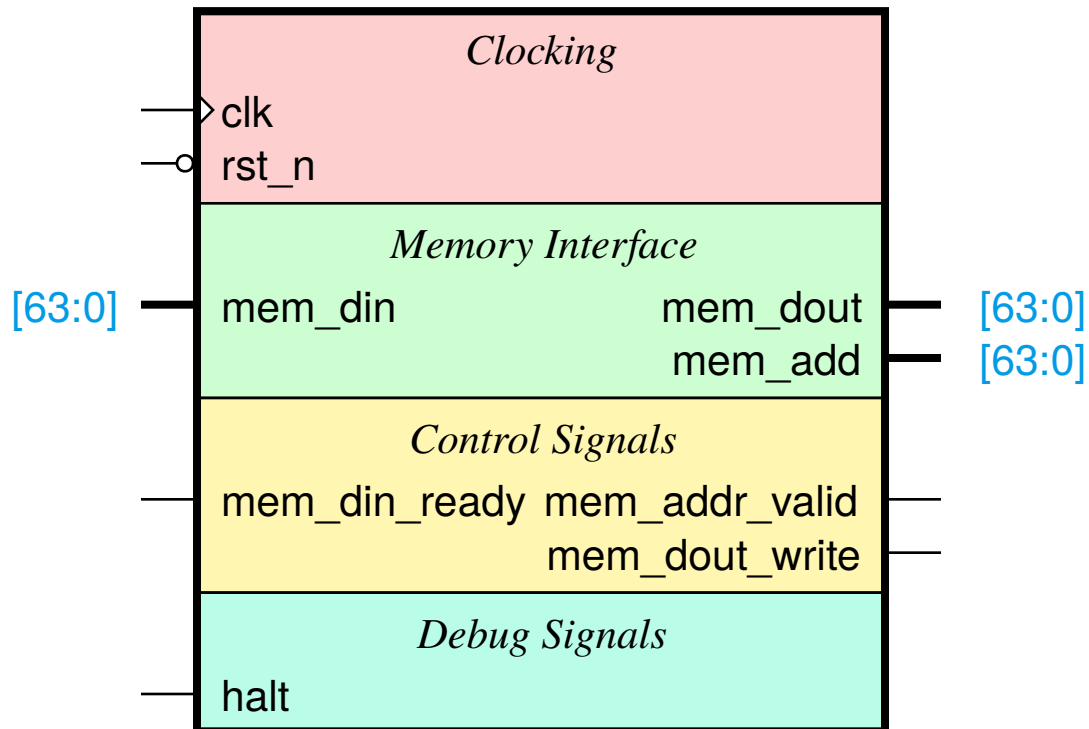 Clocking
clk
rst_n
Memory Interface
[63:0] mem_din mem_dout [63:0]
mem_add [63:0]
Control Signals
mem_din_ready mem_addr_valid
mem_dout_write
Debug Signals
halt